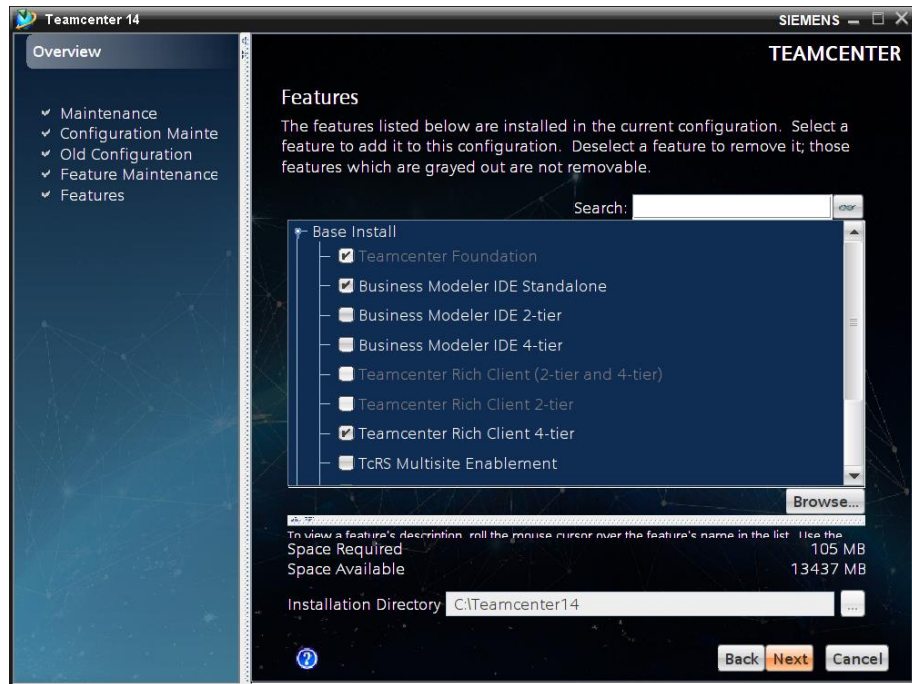 Teamcenter 14
SIEMENS
Overview
TEAMCENTER
Maintenance
Configuration Mainte
Old Configuration
Feature Maintenance
Features
Features
The features listed below are installed in the current configuration. Select a
feature to add it to this configuration. Deselect a feature to remove it; those
features which are grayed out are not removable.
Search:
Base Install
Teamcenter Foundation
Business Modeler IDE Standalone
Business Modeler IDE 2-tier
Business Modeler IDE 4-tier
Teamcenter Rich Client (2-tier and 4-tier)
Teamcenter Rich Client 2-tier
Teamcenter Rich Client 4-tier
TcRS Multisite Enablement
Browse...
To view a feature's description, roll the mouse cursor over the feature's name in the list. Use the
Space Required 105 MB
Space Available 13437 MB
Installation Directory C:\Teamcenter14 ...
Back Next Cancel